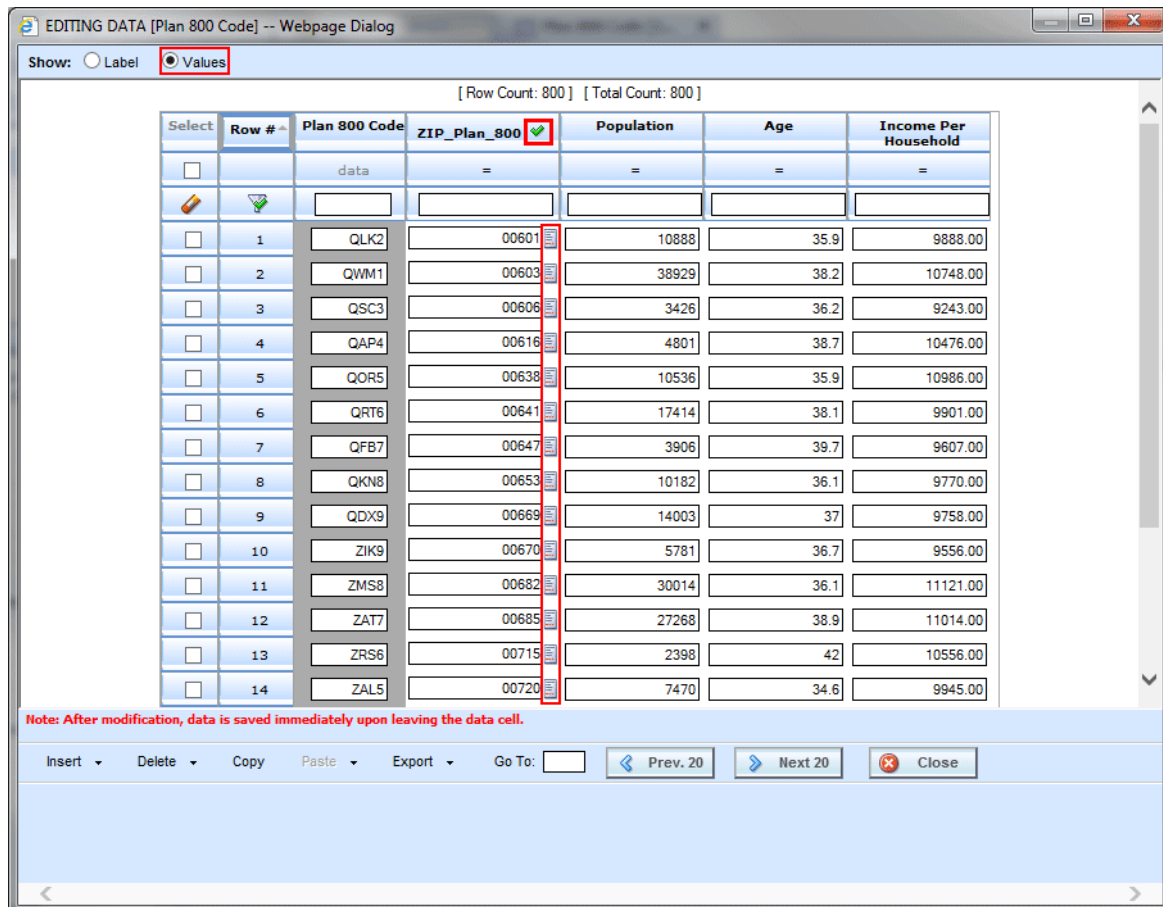 EDITING DATA [Plan 800 Code] -- Webpage Dialog
Show: Label Values
[ Row Count: 800 ] [ Total Count: 800 ]
Select Row # Plan 800 Code ZIP_Plan_800 Population Age Income Per Household
data = = = =
1 QLK2 00601 10888 35.9 9888.00
2 QWM1 00603 38929 38.2 10748.00
3 QSC3 00606 3426 36.2 9243.00
4 QAP4 00616 4801 38.7 10476.00
5 QOR5 00638 10536 35.9 10986.00
6 QRT6 00641 17414 38.1 9901.00
7 QFB7 00647 3906 39.7 9607.00
8 QKN8 00653 10182 36.1 9770.00
9 QDX9 00669 14003 37 9758.00
10 ZIK9 00670 5781 36.7 9556.00
11 ZMS8 00682 30014 36.1 11121.00
12 ZAT7 00685 27268 38.9 11014.00
13 ZRS6 00715 2398 42 10556.00
14 ZAL5 00720 7470 34.6 9945.00
Note: After modification, data is saved immediately upon leaving the data cell.
Insert Delete Copy Paste Export Go To: Prev. 20 Next 20 Close